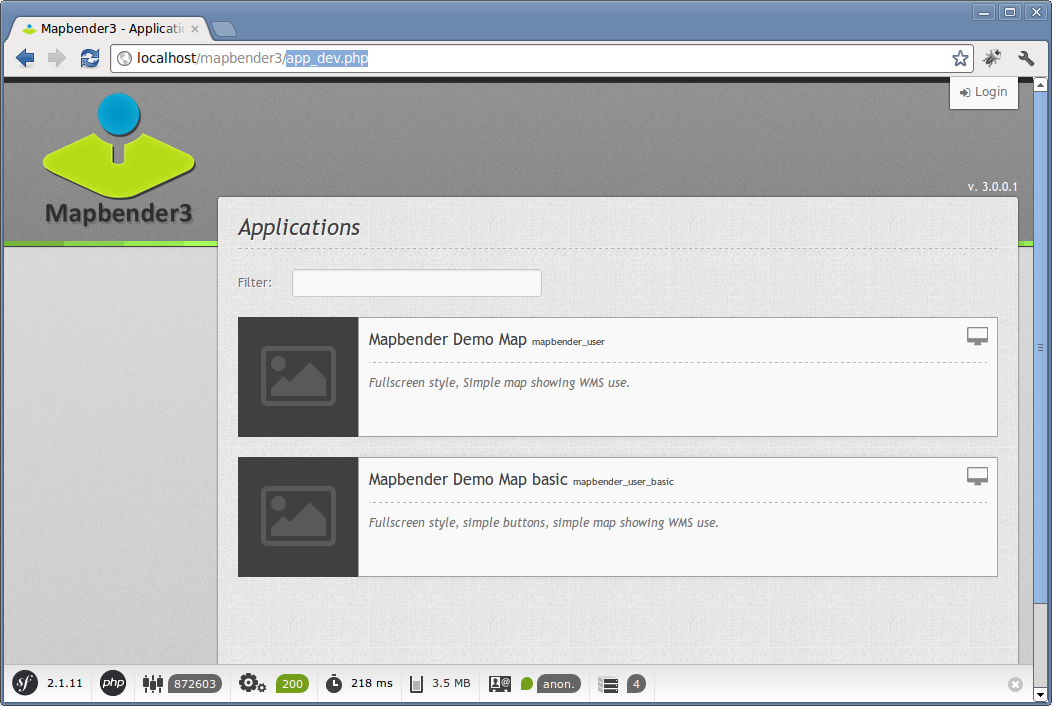 Mapbender3 - Applicatic
localhost/mapbender3/app_dev.php
Login
Mapbender3
v. 3.0.0.1
Applications
Filter:
Mapbender Demo Map mapbender_user
Fullscreen style, Simple map showing WMS use.
Mapbender Demo Map basic mapbender_user_basic
Fullscreen style, simple buttons, simple map showing WMS use.
sf 2.1.11 php 872603 200 218 ms 3.5 MB anon. 4